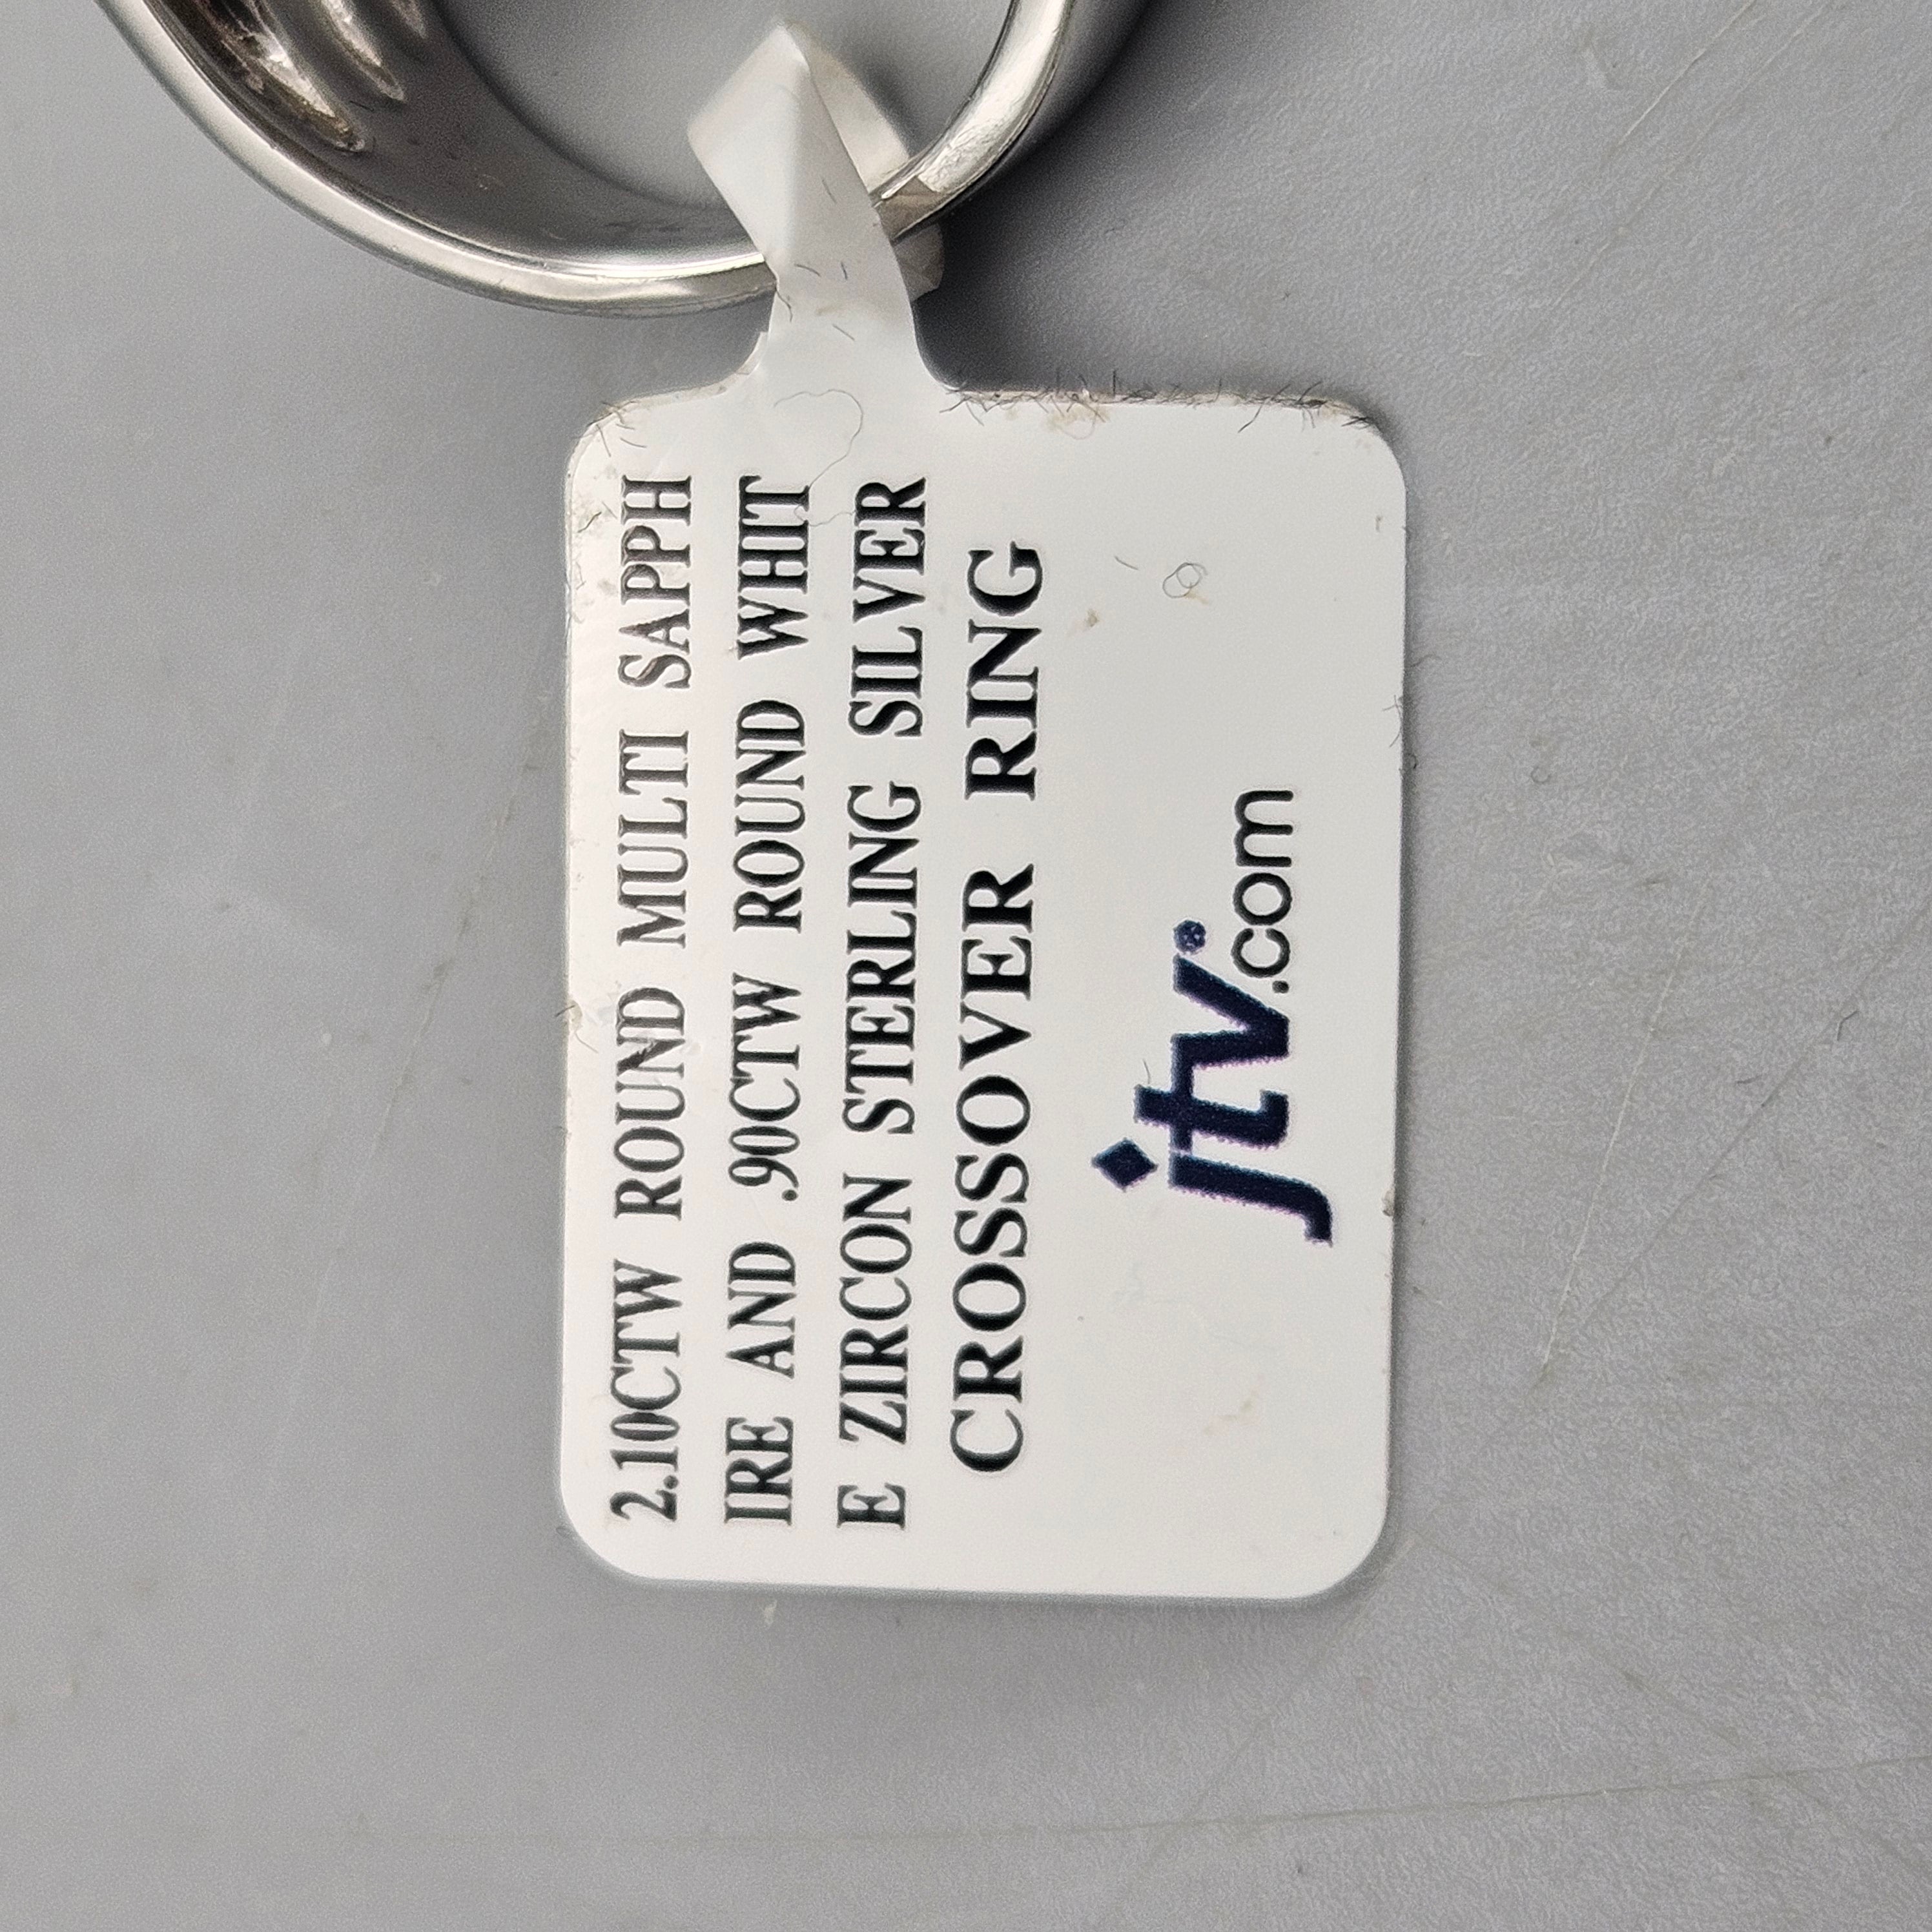 2.10CTW ROUND MULTI SAPPH
IRE AND .90CTW ROUND WHIT
E ZIRCON STERLING SILVER
CROSSOVER RING
jtv.com